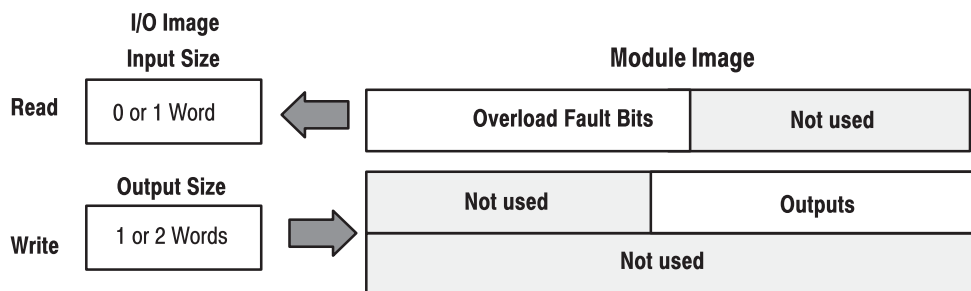 I/O Image
Input Size
Module Image
Read
0 or 1 Word
Overload Fault Bits
Not used
Output Size
Not used
Outputs
Write
1 or 2 Words
Not used